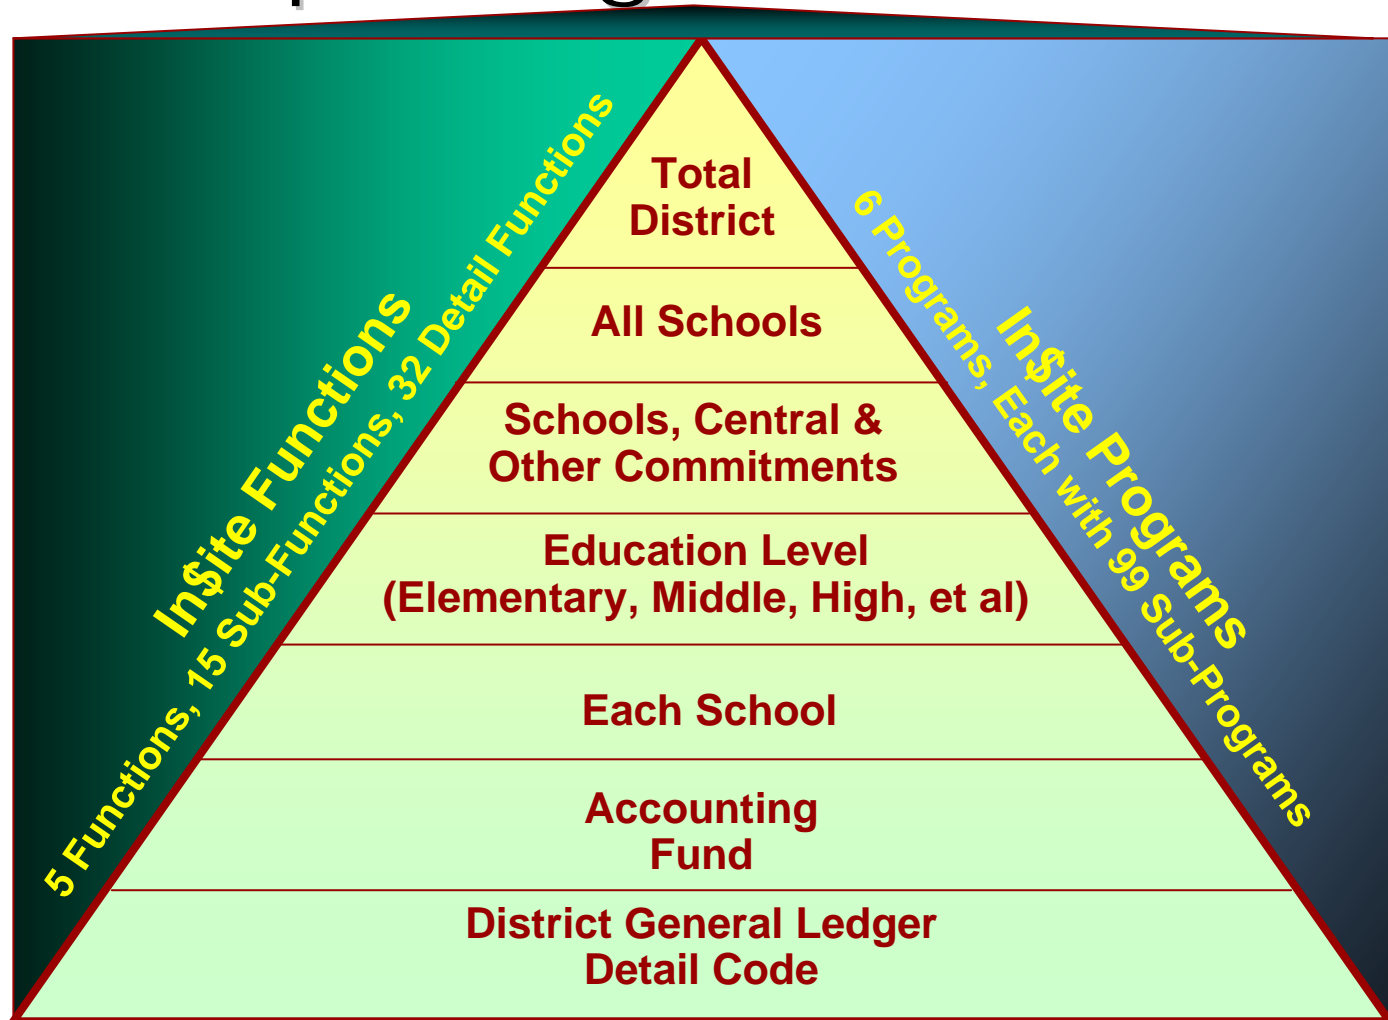 Total
District
All Schools
Schools, Central &
Other Commitments
Education Level
(Elementary, Middle, High, et al)
Each School
Accounting
Fund
District General Ledger
Detail Code
In$ite Functions
5 Functions, 15 Sub-Functions, 32 Detail Functions
In$ite Programs
6 Programs, Each with 99 Sub-Programs